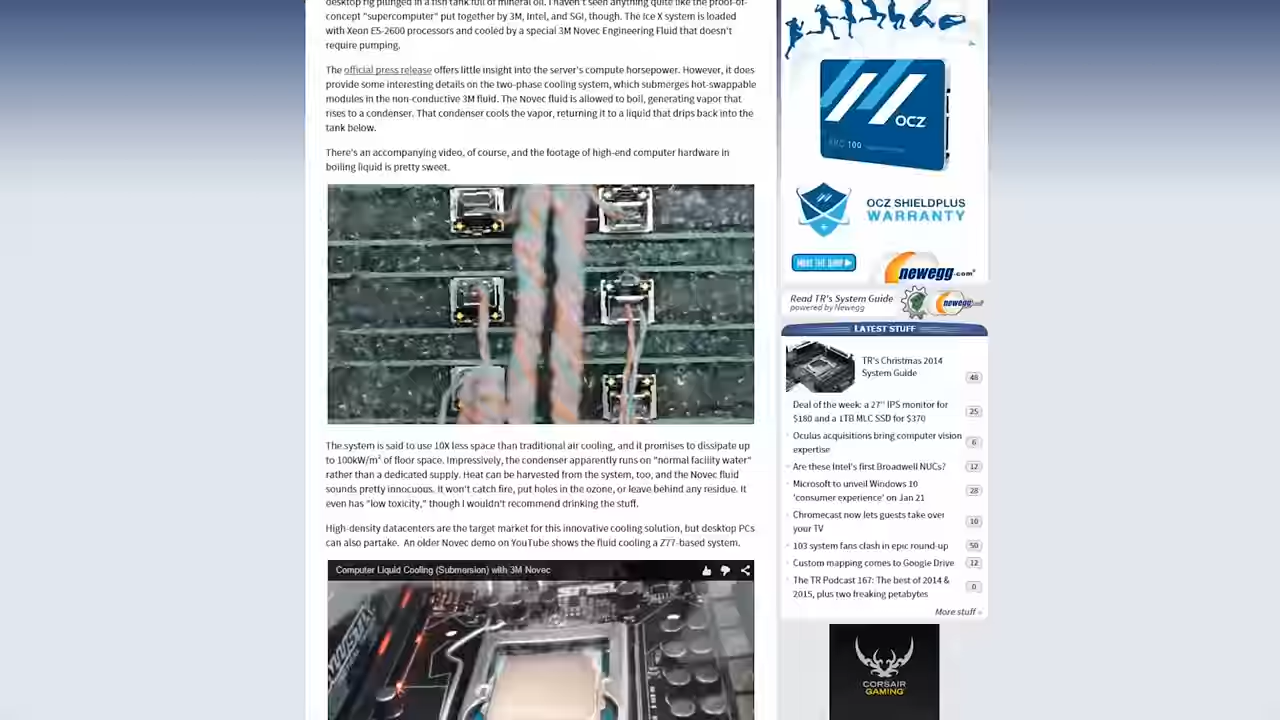 desktop rig plunged in a fish tank full of mineral oil. I haven't seen anything quite like the proof-of-
concept "supercomputer" put together by 3M, Intel, and SGI, though. The Ice X system is loaded
with Xeon E5-2600 processors and cooled by a special 3M Novec Engineering Fluid that doesn't
require pumping.
The official press release offers little insight into the server's compute horsepower. However, it does
provide some interesting details on the two-phase cooling system, which submerges hot-swappable
modules in the non-conductive 3M fluid. The Novec fluid is allowed to boil, generating vapor that
rises to a condenser. That condenser cools the vapor, returning it to a liquid that drips back into the
tank below.
There's an accompanying video, of course, and the footage of high-end computer hardware in
boiling liquid is pretty sweet.
The system is said to use 10X less space than traditional air cooling, and it promises to dissipate up
to 100kW/m² of floor space. Impressively, the condenser apparently runs on "normal facility water"
rather than a dedicated supply. Heat can be harvested from the system, too, and the Novec fluid
sounds pretty innocuous. It won't catch fire, put holes in the ozone, or leave behind any residue. It
even has "low toxicity," though I wouldn't recommend drinking the stuff.
High-density datacenters are the target market for this innovative cooling solution, but desktop PCs
can also partake. An older Novec demo on YouTube shows the fluid cooling a Z77-based system.
Computer Liquid Cooling (Submersion) with 3M Novec
OCZ
ARC 100
OCZ SHIELDPLUS
WARRANTY
newegg.com®
Read TR's System Guide
powered by Newegg
newegg.com
LATEST STUFF
TR's Christmas 2014
System Guide
48
Deal of the week: a 27" IPS monitor for
$180 and a 1TB MLC SSD for $370
25
Oculus acquisitions bring computer vision
expertise
6
Are these Intel's first Broadwell NUCs?
12
Microsoft to unveil Windows 10
'consumer experience' on Jan 21
28
Chromecast now lets guests take over
your TV
10
103 system fans clash in epic round-up
50
Custom mapping comes to Google Drive
12
The TR Podcast 167: The best of 2014 &
2015, plus two freaking petabytes
0
More stuff »
CORSAIR
GAMING